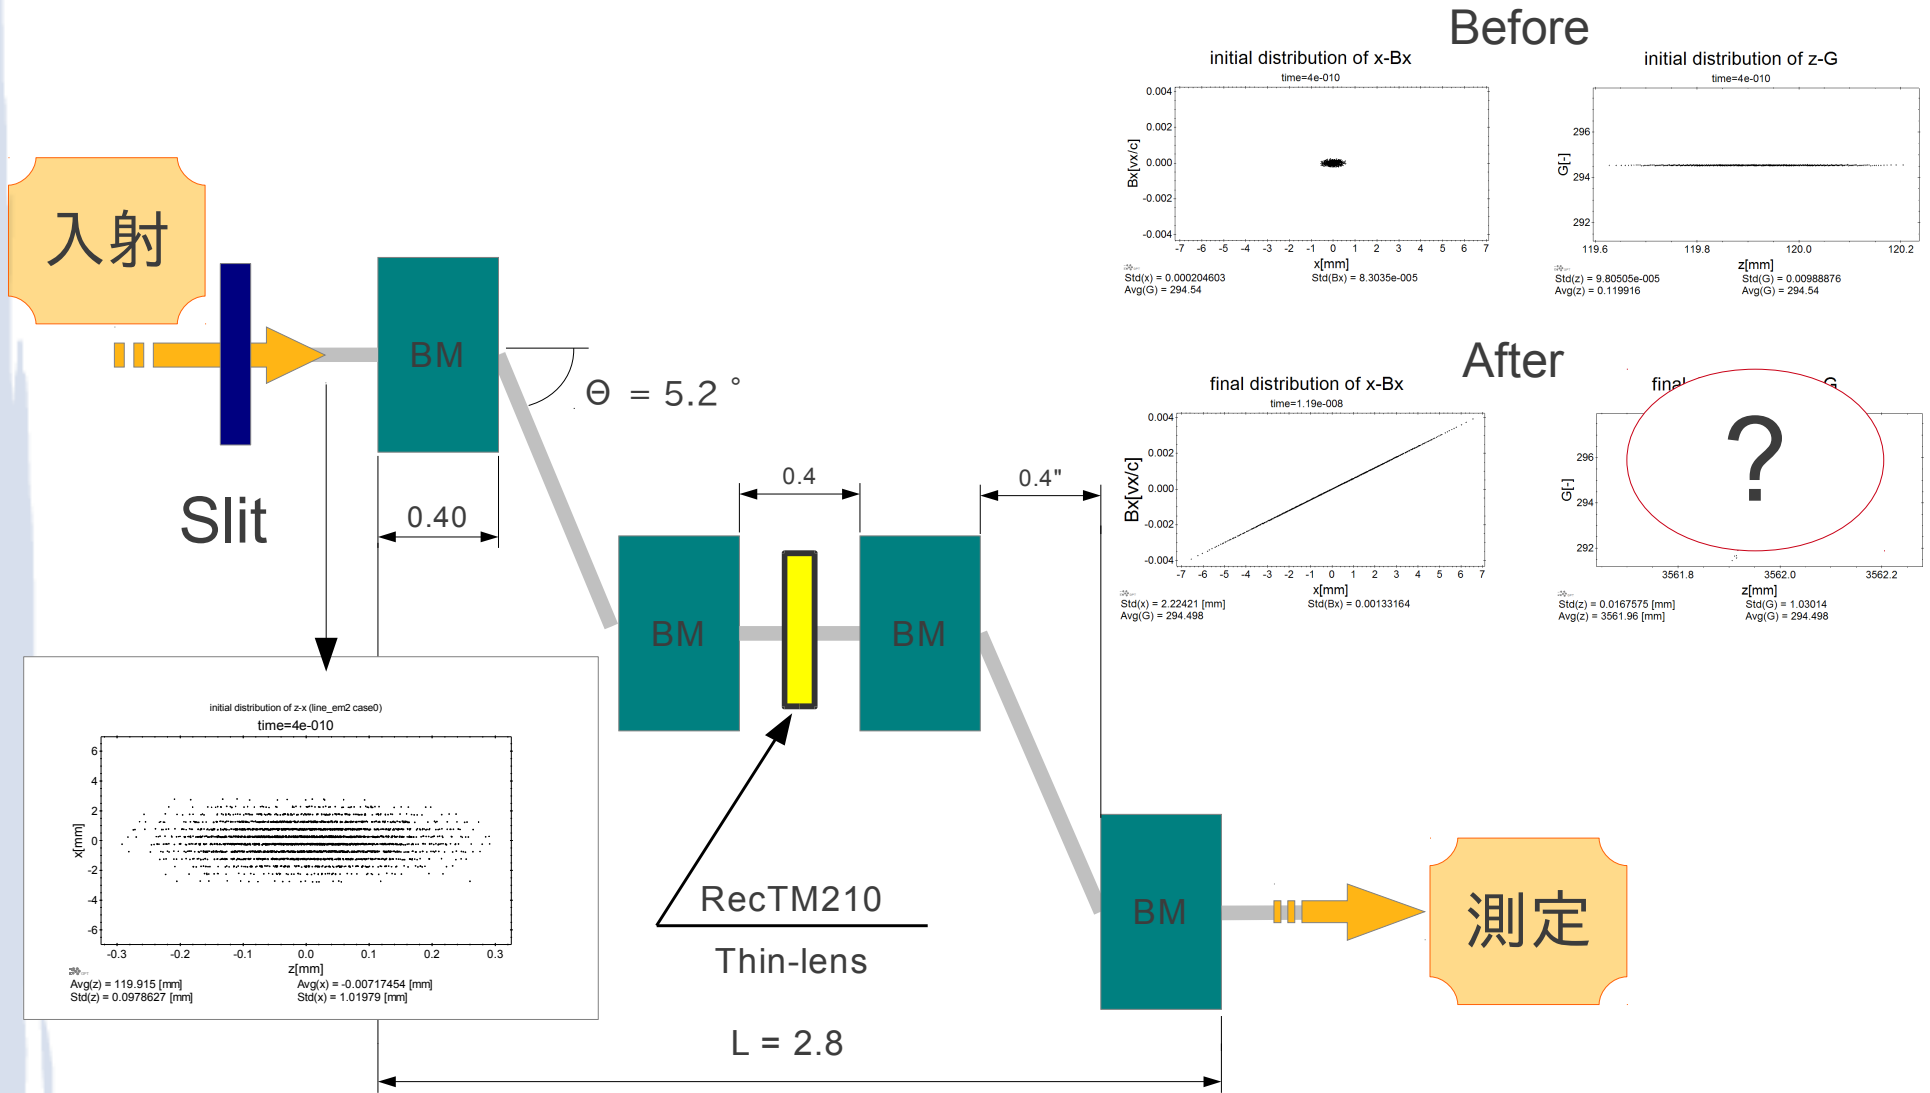 Before
initial distribution of x-Bx
time=4e-010
0.004
0.002
0.000
-0.002
-0.004
Bx[vx/c]
-7 -6 -5 -4 -3 -2 -1 0 1 2 3 4 5 6 7
x[mm]
Std(x) = 0.000204603
Std(Bx) = 8.3035e-005
Avg(G) = 294.54
initial distribution of z-G
time=4e-010
296
294
292
G[-]
119.6 119.8 120.0 120.2
z[mm]
Std(z) = 9.80505e-005
Std(G) = 0.00988876
Avg(z) = 0.119916
Avg(G) = 294.54
入射
BM
Θ = 5.2 °
Slit
0.40
After
final distribution of x-Bx
time=1.19e-008
0.004
0.002
0.000
-0.002
-0.004
Bx[vx/c]
-7 -6 -5 -4 -3 -2 -1 0 1 2 3 4 5 6 7
x[mm]
Std(x) = 2.22421 [mm]
Std(Bx) = 0.00133164
Avg(G) = 294.498
final
G
?
296
294
292
G[-]
3561.8 3562.0 3562.2
z[mm]
Std(z) = 0.0167575 [mm]
Std(G) = 1.03014
Avg(z) = 3561.96 [mm]
Avg(G) = 294.498
0.4
0.4"
BM
BM
initial distribution of z-x (line_em2 case0)
time=4e-010
6
4
2
0
-2
-4
-6
x[mm]
-0.3 -0.2 -0.1 0.0 0.1 0.2 0.3
z[mm]
Avg(z) = 119.915 [mm]
Avg(x) = -0.00717454 [mm]
Std(z) = 0.0978627 [mm]
Std(x) = 1.01979 [mm]
RecTM210
Thin-lens
BM
測定
L = 2.8